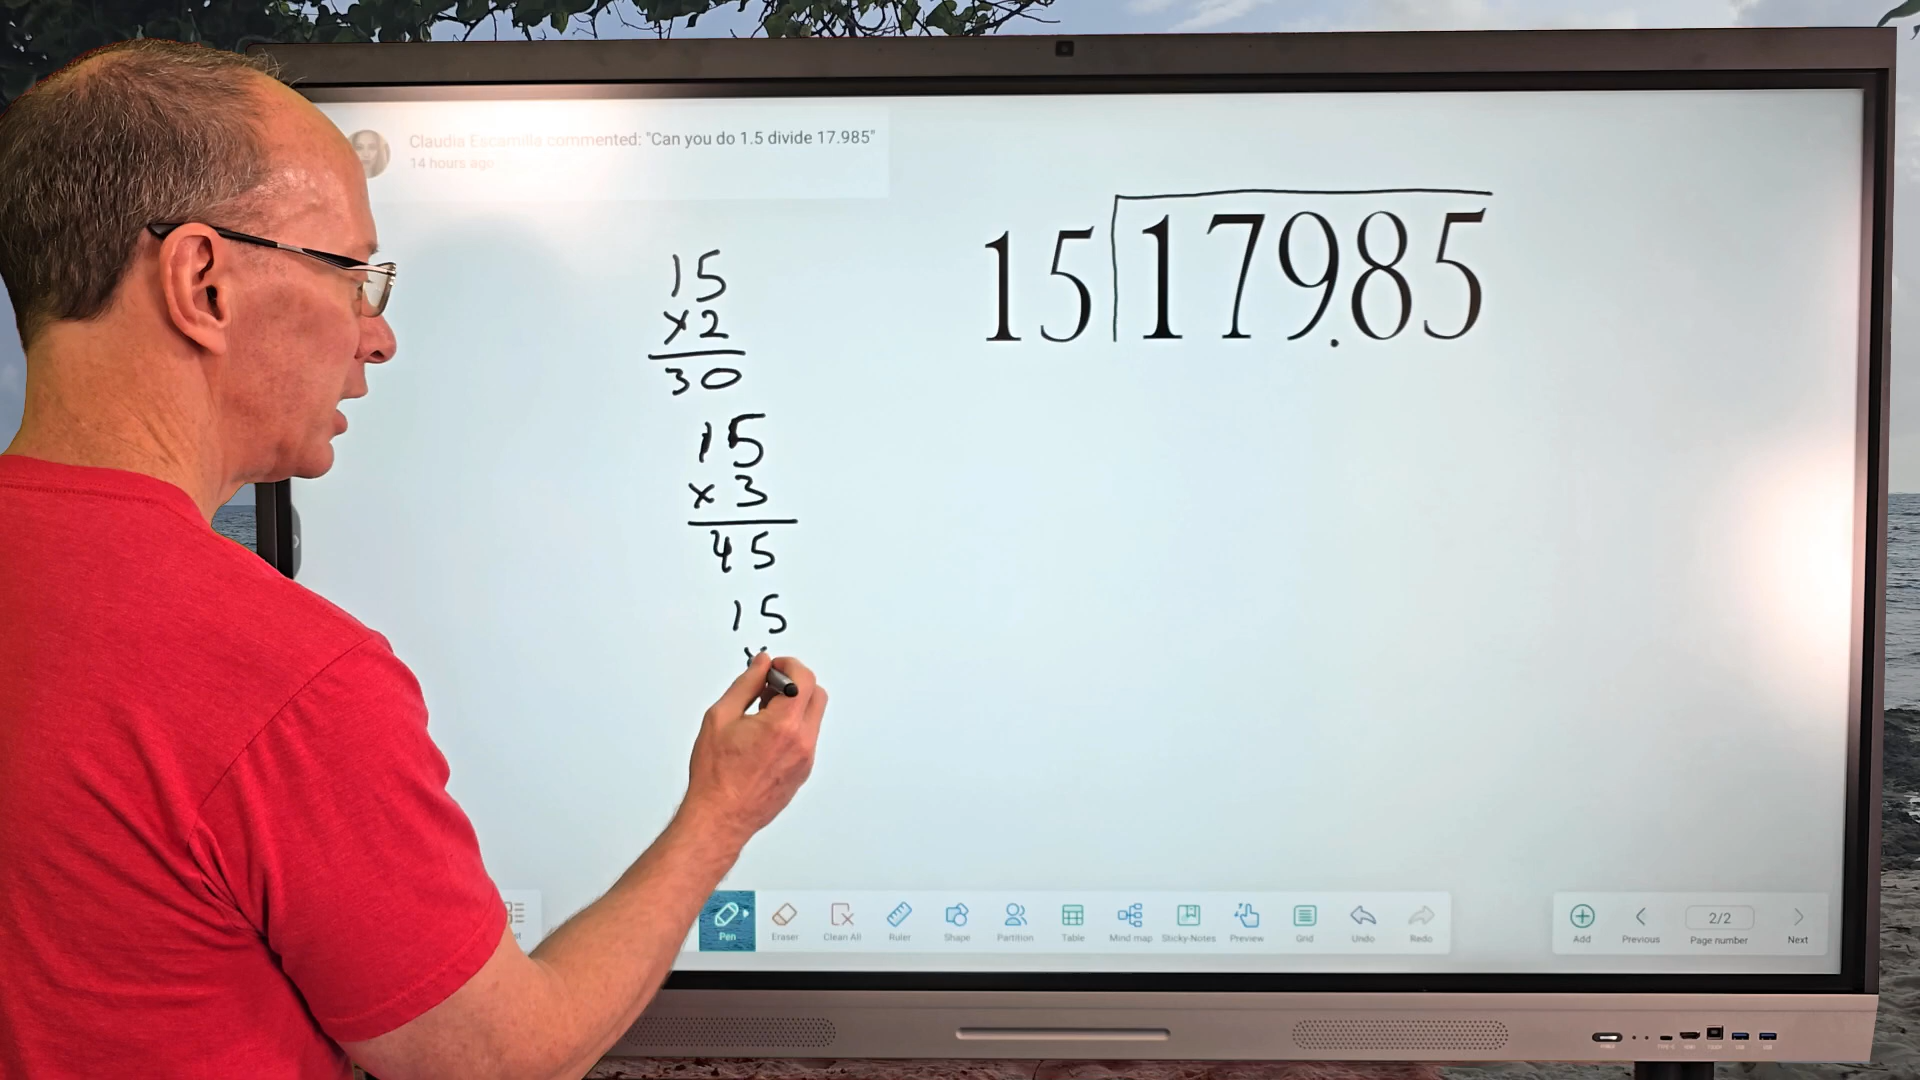 Claudia Escamilla commented: "Can you do 1.5 divide 17.985"
14 hours ago
15
x2
30
15
x 3
45
15
x
15 179.85
Pen
Eraser
Clean All
Ruler
Shape
Partition
Table
Mind map
Sticky-Notes
Preview
Grid
Undo
Redo
Add
Previous
2/2
Page number
Next